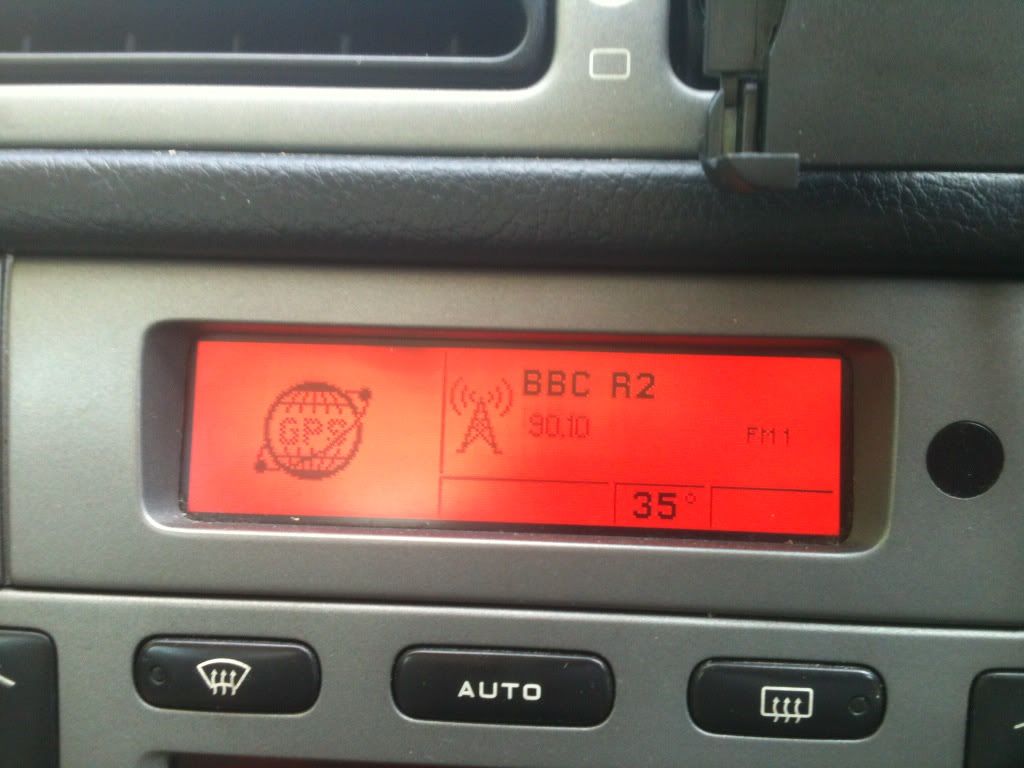 GPS
BBC R2
90.10
FM1
35°
AUTO